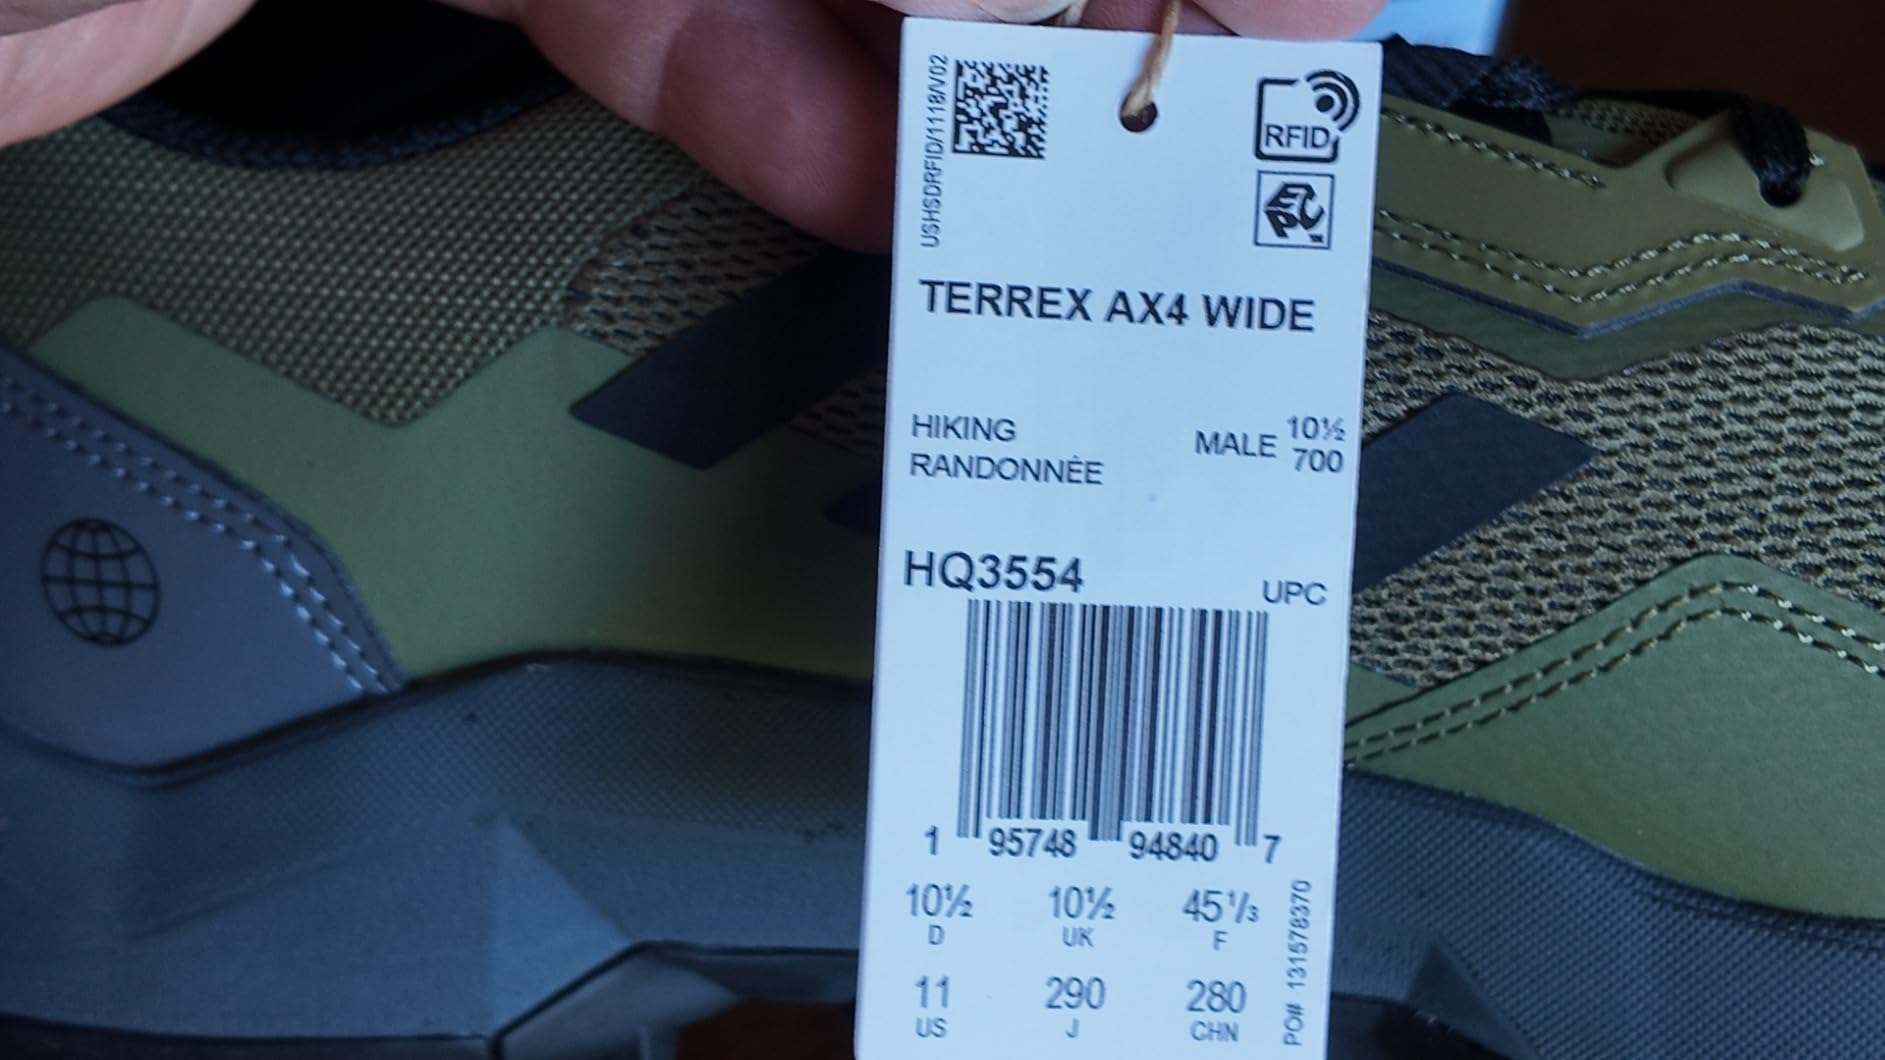 USHSDRFID/1118/V02
RFID
EPC
TERREX AX4 WIDE
HIKING
RANDONNÉE
MALE 10½
700
HQ3554
UPC
1 95748 94840 7
10½ 10½ 45⅓
D UK F
11 290 280
US J CHN
PO# 131578370